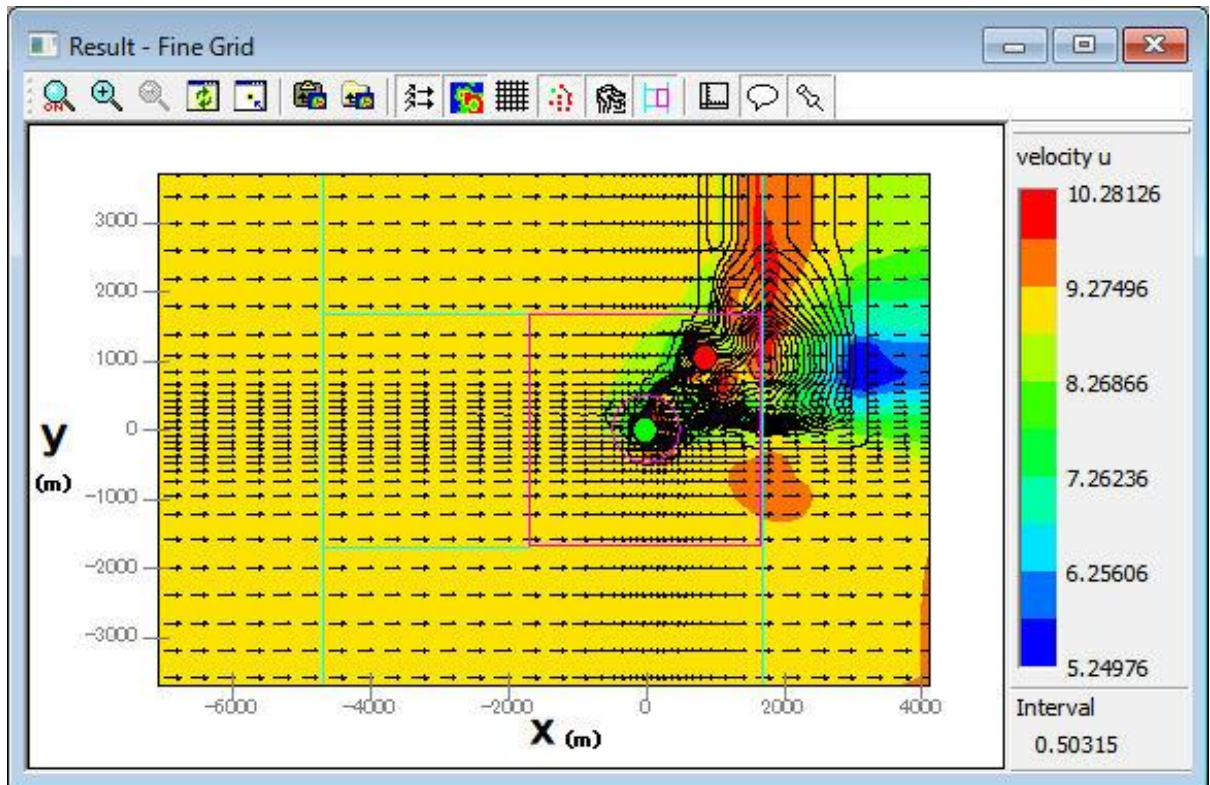 Result - Fine Grid
ON
velocity u
10.28126
9.27496
8.26866
7.26236
6.25606
5.24976
Interval
0.50315
3000
2000
1000
0
-1000
-2000
-3000
y
(m)
-6000 -4000 -2000 0 2000 4000
X (m)